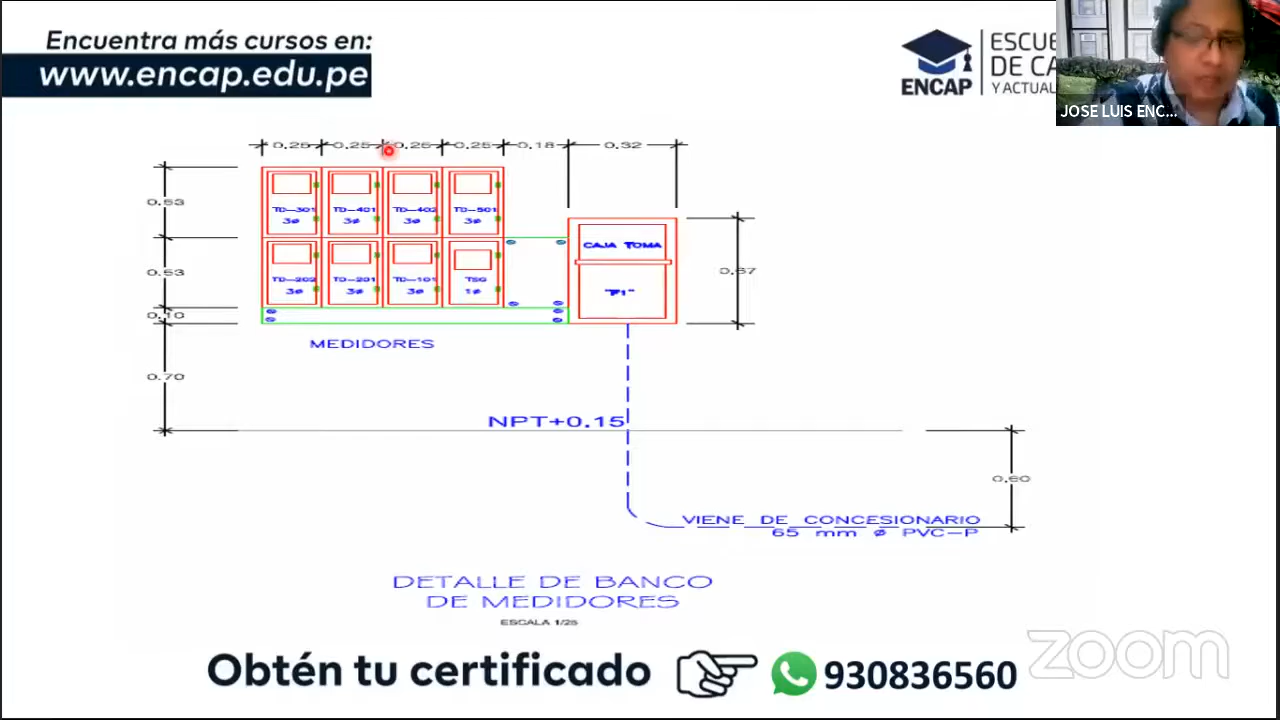 Encuentra más cursos en:
www.encap.edu.pe
ENCAP
ESCUE
DE CA
Y ACTUAL
JOSE LUIS ENC...
0.25 0.25 0.25 0.25 0.18 0.32
0.53
TD-301 TD-401 TD-402 TD-501
3ø 3ø 3ø 3ø
CAJA TOMA
0.53
0.67
TD-202 TD-201 TD-101 TSG
3ø 3ø 3ø 1ø
"F1"
0.10
MEDIDORES
0.70
NPT+0.15
0.60
VIENE DE CONCESIONARIO
65 mm ø PVC-P
DETALLE DE BANCO
DE MEDIDORES
ESCALA 1/25
Obtén tu certificado
930836560
zoom